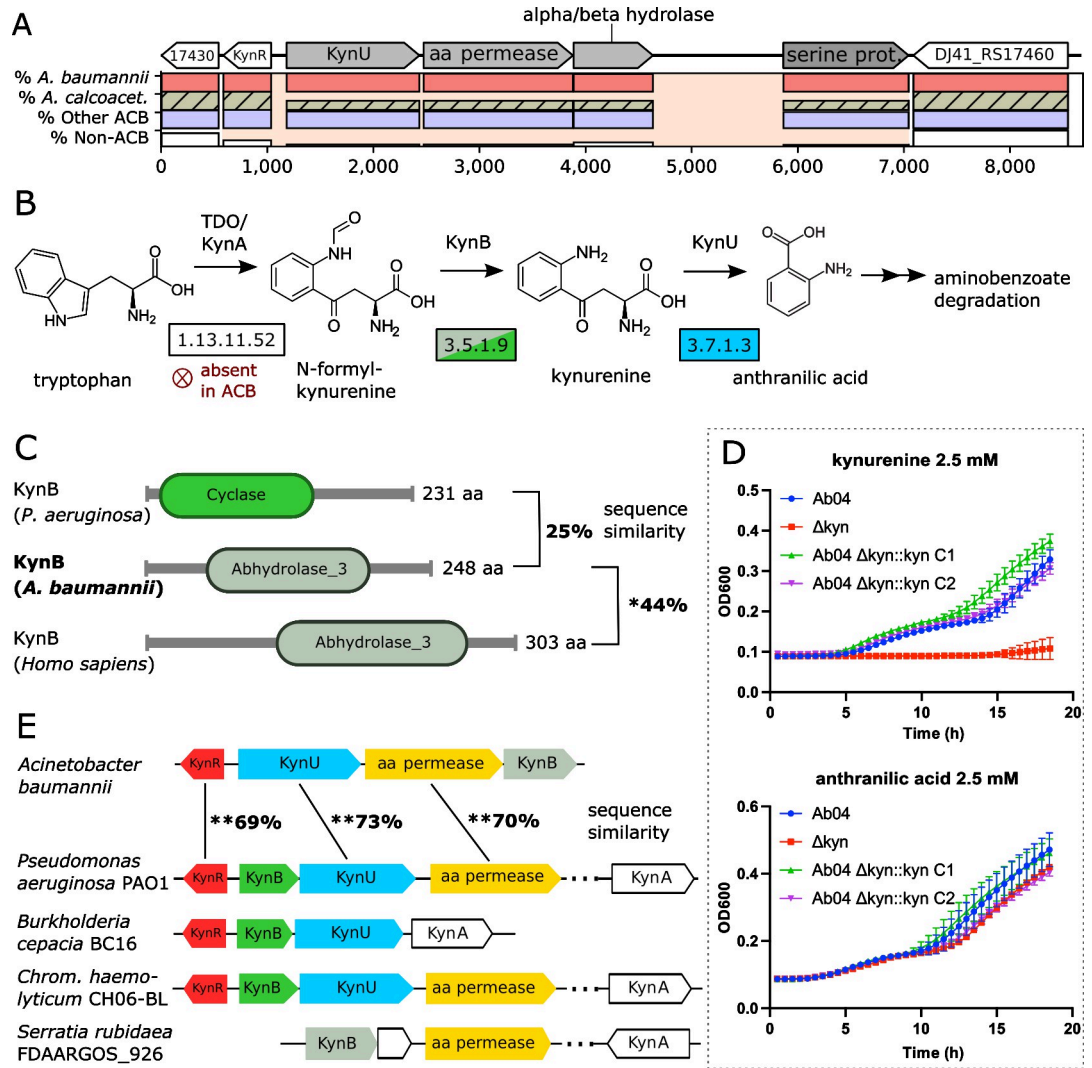 A
alpha/beta hydrolase
17430
KynR
KynU
aa permease
serine prot.
DJ41_RS17460
% A. baumannii
% A. calcoacet.
% Other ACB
% Non-ACB
0
1,000
2,000
3,000
4,000
5,000
6,000
7,000
8,000
B
TDO/
KynA
KynB
KynU
N
H
NH₂
O
OH
O
NH
O
NH₂
O
OH
NH₂
O
NH₂
O
OH
O
OH
NH₂
aminobenzoate
degradation
1.13.11.52
3.5.1.9
3.7.1.3
absent
in ACB
tryptophan
N-formyl-
kynurenine
kynurenine
anthranilic acid
C
KynB
(P. aeruginosa)
Cyclase
231 aa
25%
sequence
similarity
KynB
(A. baumannii)
Abhydrolase_3
248 aa
*44%
KynB
(Homo sapiens)
Abhydrolase_3
303 aa
D
kynurenine 2.5 mM
0.5
0.4
0.3
0.2
0.1
0.0
OD600
Ab04
Δkyn
Ab04 Δkyn::kyn C1
Ab04 Δkyn::kyn C2
0
5
10
15
20
Time (h)
anthranilic acid 2.5 mM
0.6
0.4
0.2
0.0
OD600
Ab04
Δkyn
Ab04 Δkyn::kyn C1
Ab04 Δkyn::kyn C2
0
5
10
15
20
Time (h)
E
Acinetobacter
baumannii
KynR
KynU
aa permease
KynB
**69%
**73%
**70%
sequence
similarity
Pseudomonas
aeruginosa PAO1
KynR
KynB
KynU
aa permease
KynA
Burkholderia
cepacia BC16
KynR
KynB
KynU
KynA
Chrom. haemo-
lyticum CH06-BL
KynR
KynB
KynU
aa permease
KynA
Serratia rubidaea
FDAARGOS_926
KynB
aa permease
KynA